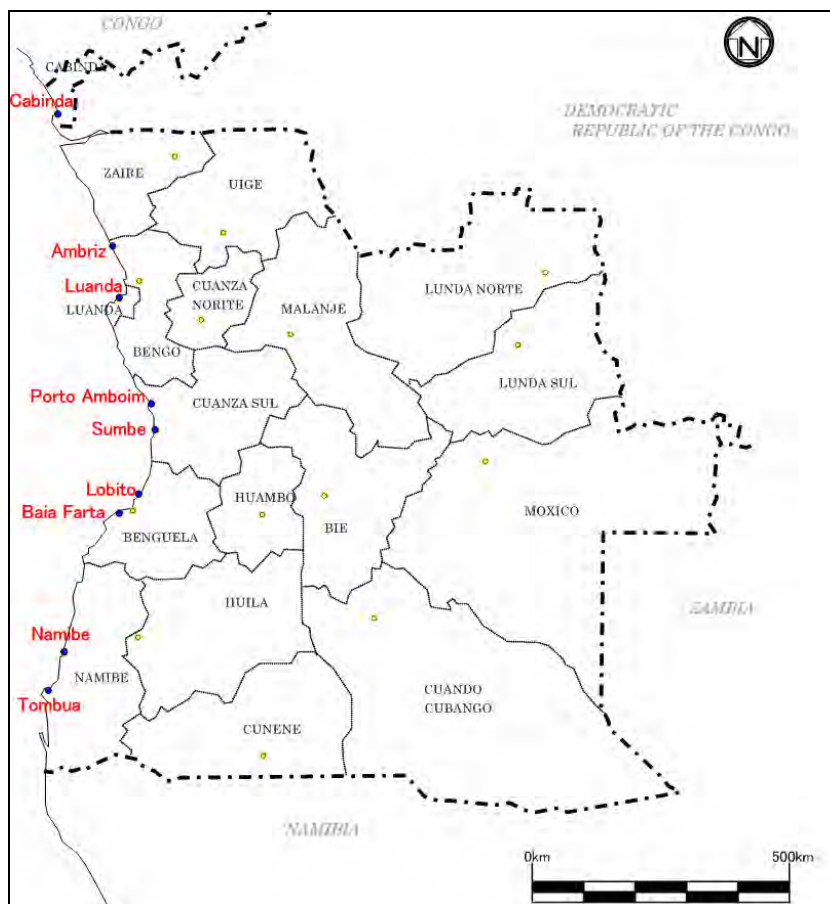 CONGO
N
CABINDA
Cabinda
DEMOCRATIC
REPUBLIC OF THE CONGO
ZAIRE
UIGE
Ambriz
Luanda
LUANDA
CUANZA
NORITE
MALANJE
LUNDA NORTE
BENGO
LUNDA SUL
Porto Amboim
CUANZA SUL
Sumbe
Lobito
HUAMBO
Baia Farta
BENGUELA
BIE
MOXICO
HUILA
ZAMBIA
Namibe
NAMIBE
CUANDO
CUBANGO
Tombua
CUNENE
NAMIBIA
0km
500km